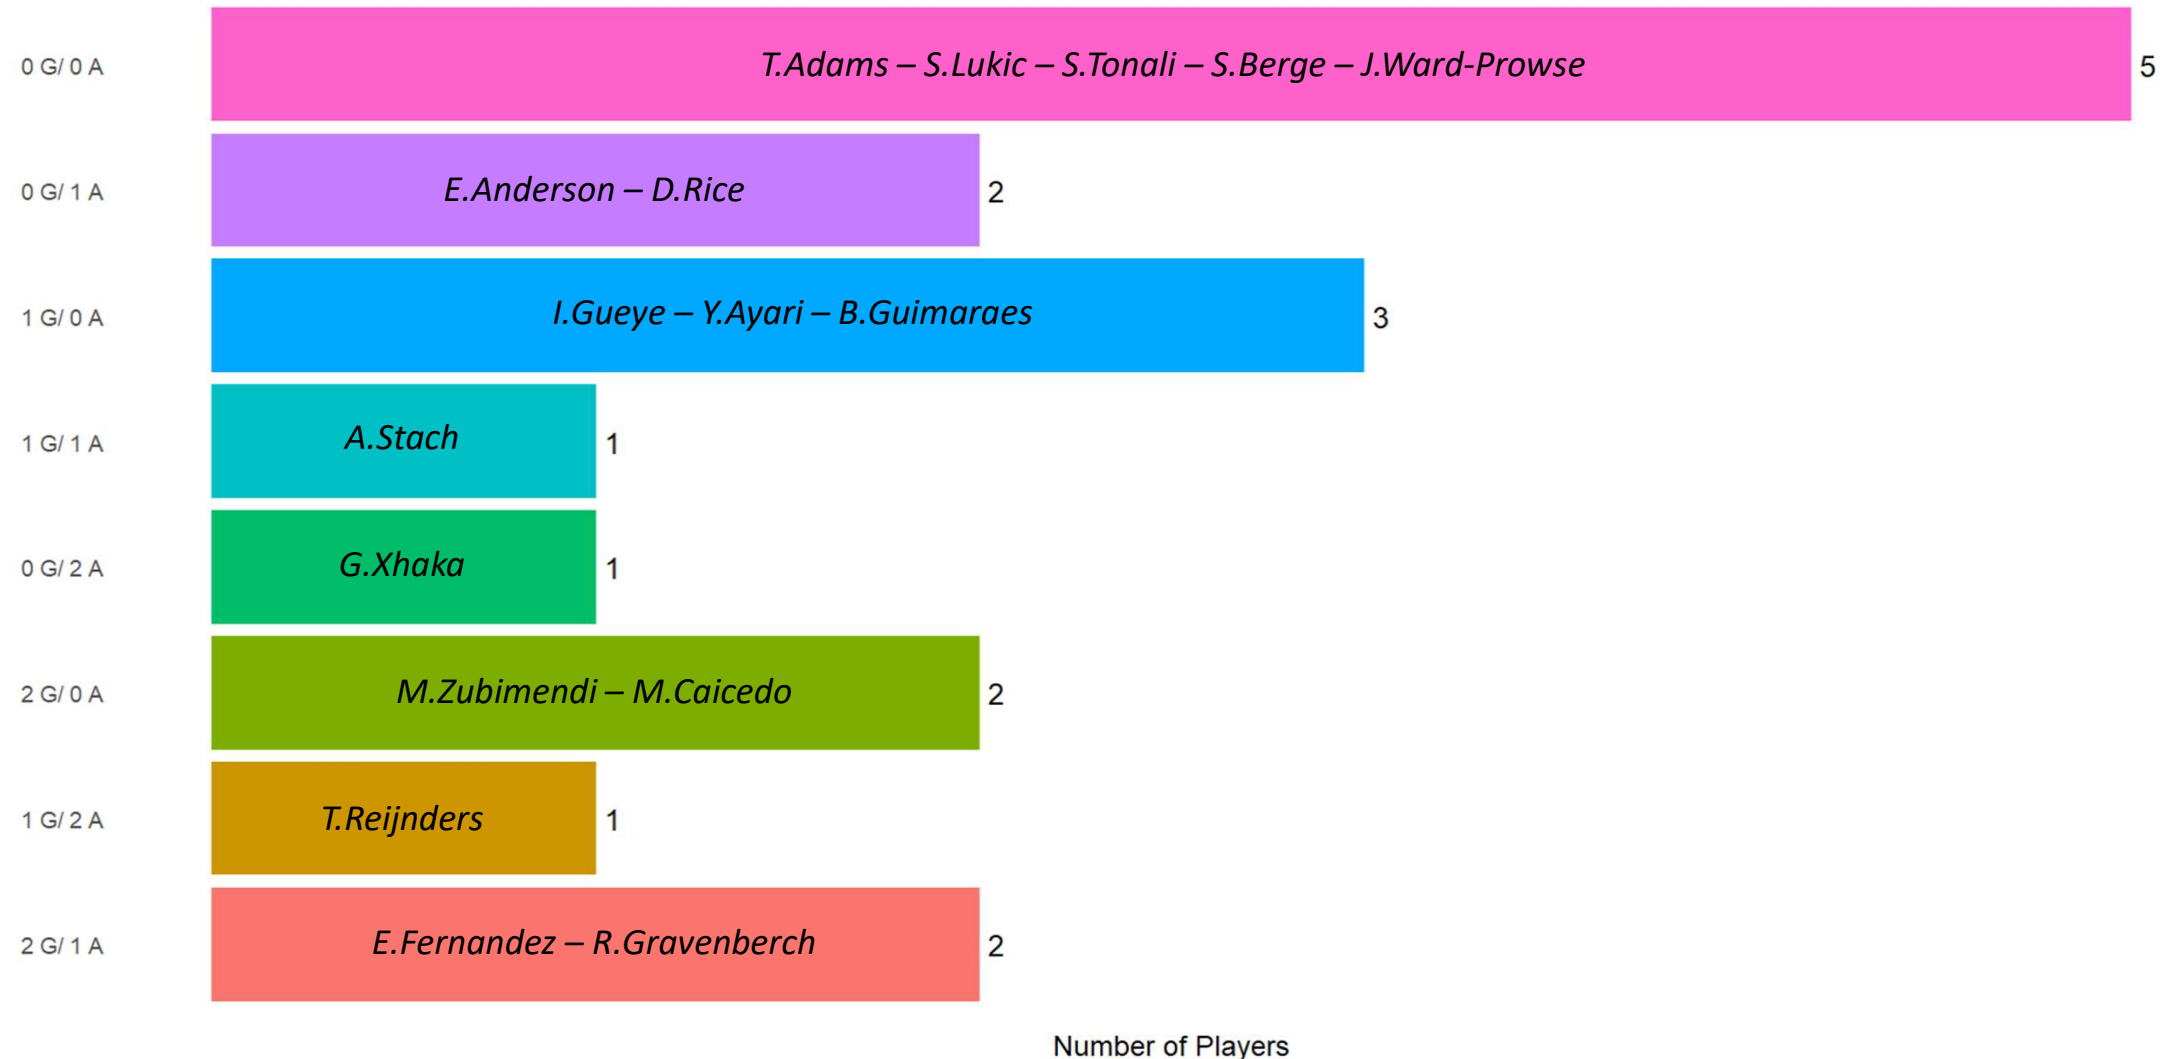 0 G/ 0 A T.Adams – S.Lukic – S.Tonali – S.Berge – J.Ward-Prowse 5
0 G/ 1 A E.Anderson – D.Rice 2
1 G/ 0 A I.Gueye – Y.Ayari – B.Guimaraes 3
1 G/ 1 A A.Stach 1
0 G/ 2 A G.Xhaka 1
2 G/ 0 A M.Zubimendi – M.Caicedo 2
1 G/ 2 A T.Reijnders 1
2 G/ 1 A E.Fernandez – R.Gravenberch 2
Number of Players